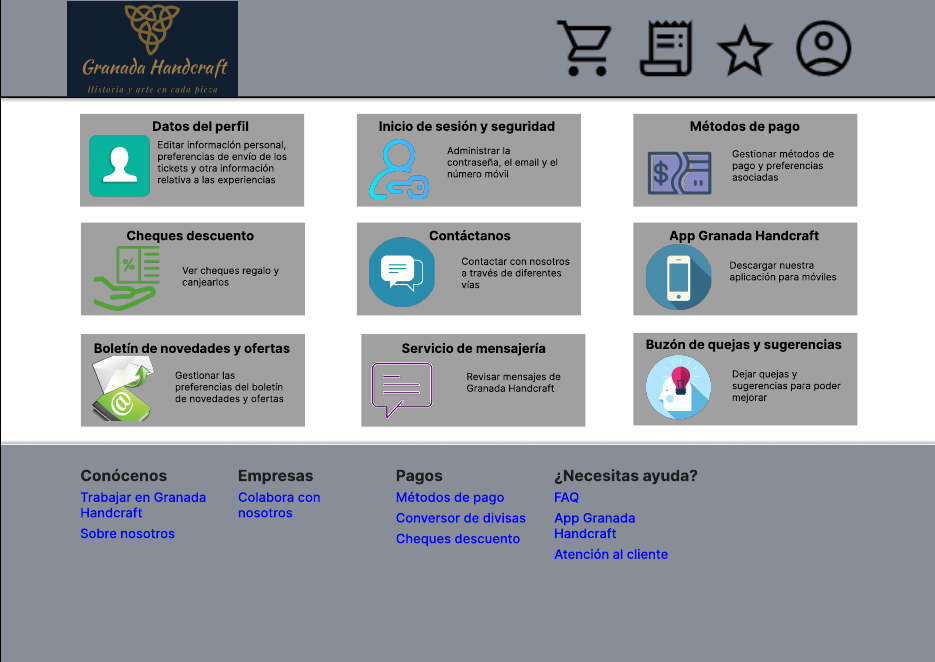 Granada Handcraft
Historia y arte en cada pieza
Datos del perfil
Editar información personal,
preferencias de envío de los
tickets y otra información
relativa a las experiencias
Inicio de sesión y seguridad
Administrar la
contraseña, el email y el
número móvil
Métodos de pago
$
Gestionar métodos de
pago y preferencias
asociadas
Cheques descuento
%
Ver cheques regalo y
canjearlos
Contáctanos
Contactar con nosotros
a través de diferentes
vías
App Granada Handcraft
Descargar nuestra
aplicación para móviles
Boletín de novedades y ofertas
@
Gestionar las
preferencias del boletín
de novedades y ofertas
Servicio de mensajería
Revisar mensajes de
Granada Handcraft
Buzón de quejas y sugerencias
Dejar quejas y
sugerencias para poder
mejorar
Conócenos
Trabajar en Granada
Handcraft
Sobre nosotros
Empresas
Colabora con
nosotros
Pagos
Métodos de pago
Conversor de divisas
Cheques descuento
¿Necesitas ayuda?
FAQ
App Granada
Handcraft
Atención al cliente